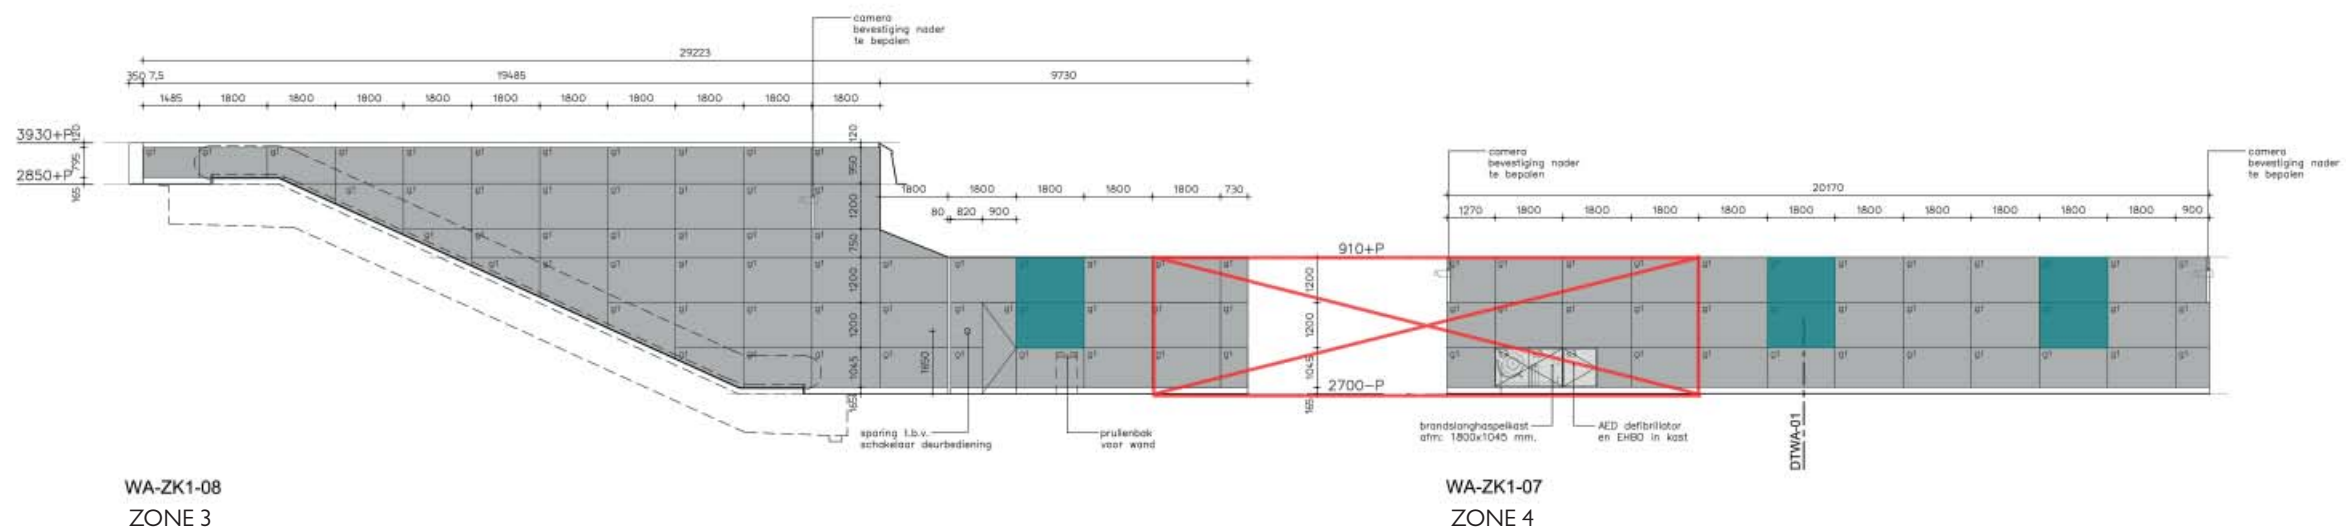 camera
bevestiging nader
te bepalen
29223
350 7,5
19485
9730
1485 1800 1800 1800 1800 1800 1800 1800 1800 1800 1800
3930+P
120
795
2850+P
165
120
950
1200
750
1200
1200
1045
165
1800 1800 1800 1800 1800 730
80 820 900
1650
sparing t.b.v.
schakelaar deurbediening
prullenbak
voor wand
camera
bevestiging nader
te bepalen
camera
bevestiging nader
te bepalen
20170
1270 1800 1800 1800 1800 1800 1800 1800 1800 1800 1800 900
910+P
1200
1200
1045
2700-P
165
brandslanghaspelkast
afm: 1800x1045 mm.
AED defibrillator
en EHBO in kast
DTWA-01
WA-ZK1-08
ZONE 3
WA-ZK1-07
ZONE 4